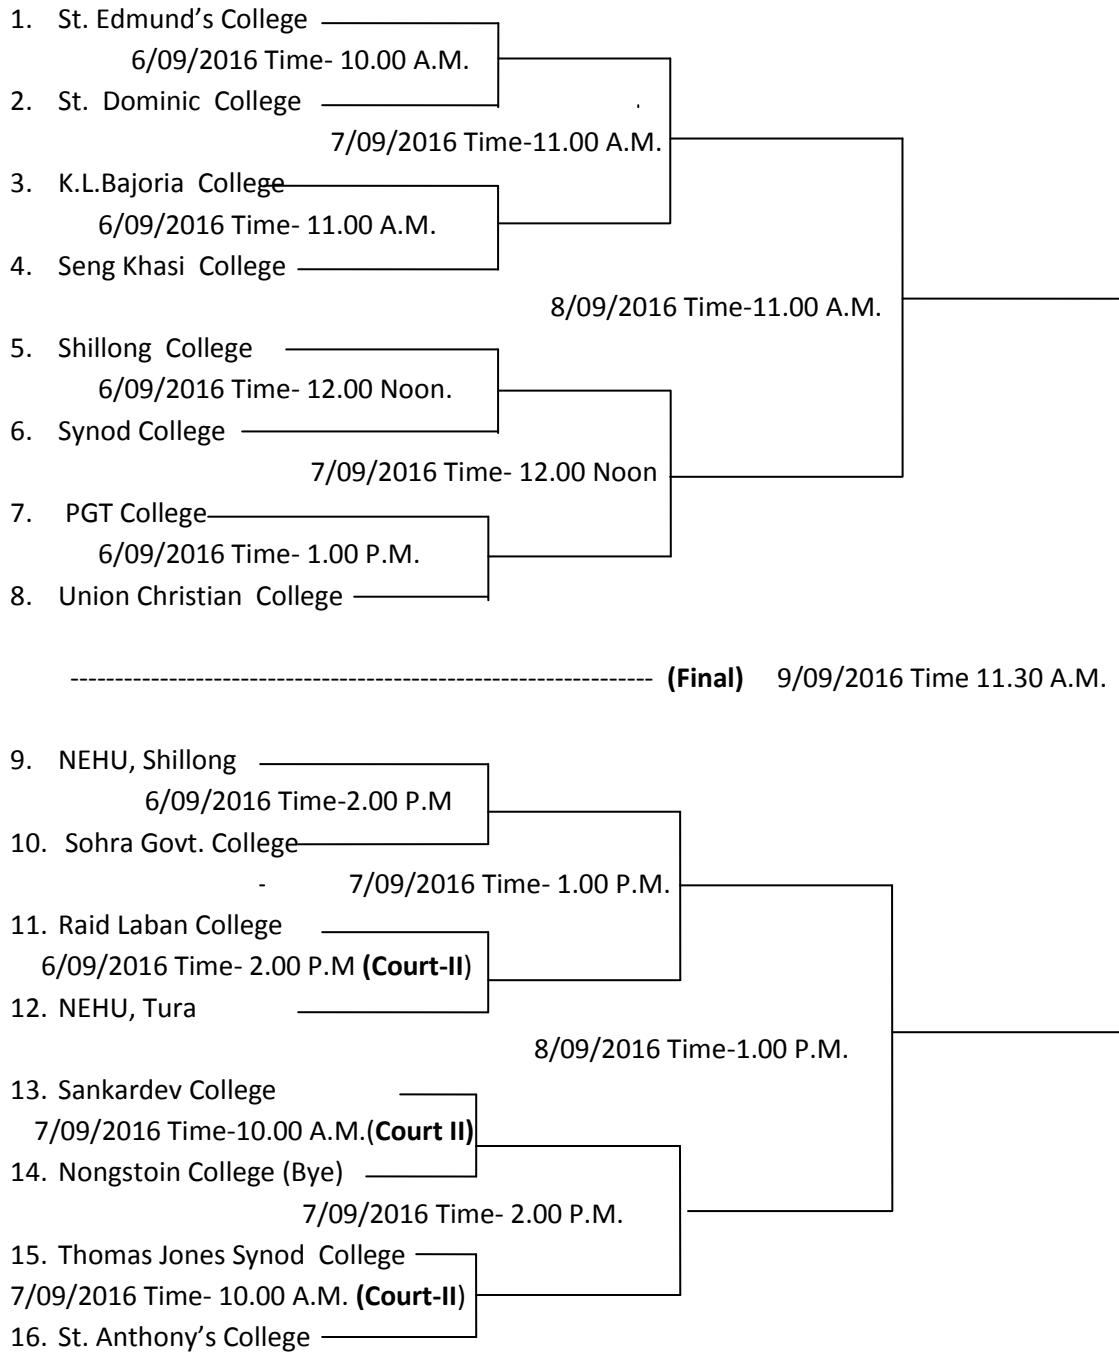 1. St. Edmund’s College
6/09/2016 Time- 10.00 A.M.
2. St. Dominic College
7/09/2016 Time-11.00 A.M.
3. K.L.Bajoria College
6/09/2016 Time- 11.00 A.M.
4. Seng Khasi College
8/09/2016 Time-11.00 A.M.
5. Shillong College
6/09/2016 Time- 12.00 Noon.
6. Synod College
7/09/2016 Time- 12.00 Noon
7. PGT College
6/09/2016 Time- 1.00 P.M.
8. Union Christian College
----------------------------------------------------------------- (Final) 9/09/2016 Time 11.30 A.M.
9. NEHU, Shillong
6/09/2016 Time-2.00 P.M
10. Sohra Govt. College
- 7/09/2016 Time- 1.00 P.M.
11. Raid Laban College
6/09/2016 Time- 2.00 P.M (Court-II)
12. NEHU, Tura
8/09/2016 Time-1.00 P.M.
13. Sankardev College
7/09/2016 Time-10.00 A.M.(Court II)
14. Nongstoin College (Bye)
7/09/2016 Time- 2.00 P.M.
15. Thomas Jones Synod College
7/09/2016 Time- 10.00 A.M. (Court-II)
16. St. Anthony’s College